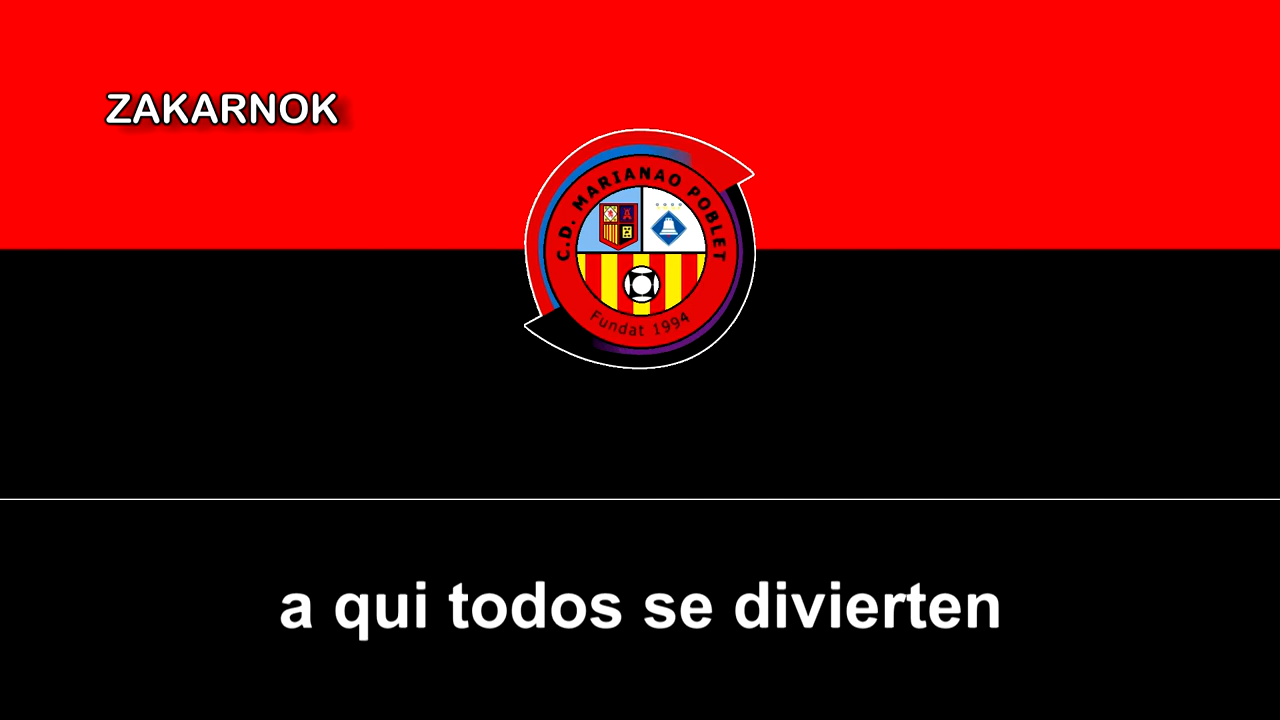 ZAKARNOK
C.D. MARIANAO POBLET
A
Fundat 1994
a qui todos se divierten